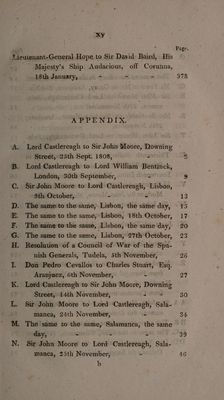 xv
Page.
Lieutenant-General Hope to Sir David Baird, His
Majesty's Ship Audacious, off Corunna,
18th January, - - - 373
APPENDIX.
A. Lord Castlereagh to Sir John Moore, Downing
Street, 25th Sept. 1808, - 5
B. Lord Castlereagh to Lord William Bentinck,
London, 30th September, - 9
C. Sir John Moore to Lord Castlereagh, Lisbon,
9th October, - - 13
D. The same to the same, Lisbon, the same day, 15
E. The same to the same, Lisbon, 18th October, 17
F. The same to the same, Lisbon, the same day, 20
G. The same to the same, Lisbon, 27th October, 23
H. Resolution of a Council of War of the Spa-
nish Generals, Tudela, 5th November, 26
I. Don Pedro Cevallos to Charles Stuart, Esq.
Aranjuez, 6th November, - 27
K. Lord Castlereagh to Sir John Moore, Downing
Street, 14th November, - - 30
L. Sir John Moore to Lord Castlereagh, Sala-
manca, 24th November, - - 34
M. The same to the same, Salamanca, the same
day, - - - - 39
N. Sir John Moore to Lord Castlereagh, Sala-
manca, 25th November, - 46
b